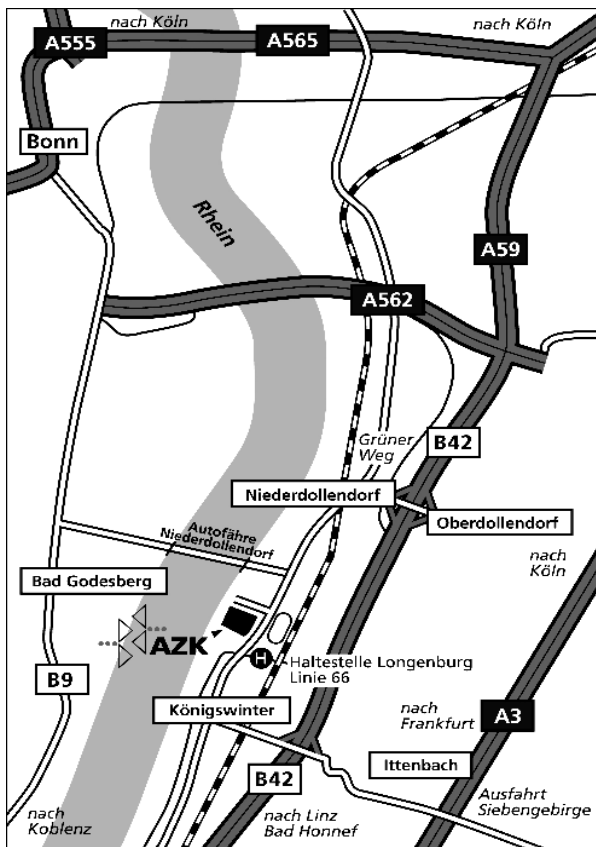 nach Köln
nach Köln
A555
A565
Bonn
Rhein
A59
A562
Grüner
Weg
B42
Niederdollendorf
Oberdollendorf
Autofähre
Niederdollendorf
nach
Köln
Bad Godesberg
AZK
H
Haltestelle Longenburg
Linie 66
B9
Königswinter
nach
Frankfurt
A3
Ittenbach
B42
Ausfahrt
Siebengebirge
nach
Koblenz
nach Linz
Bad Honnef